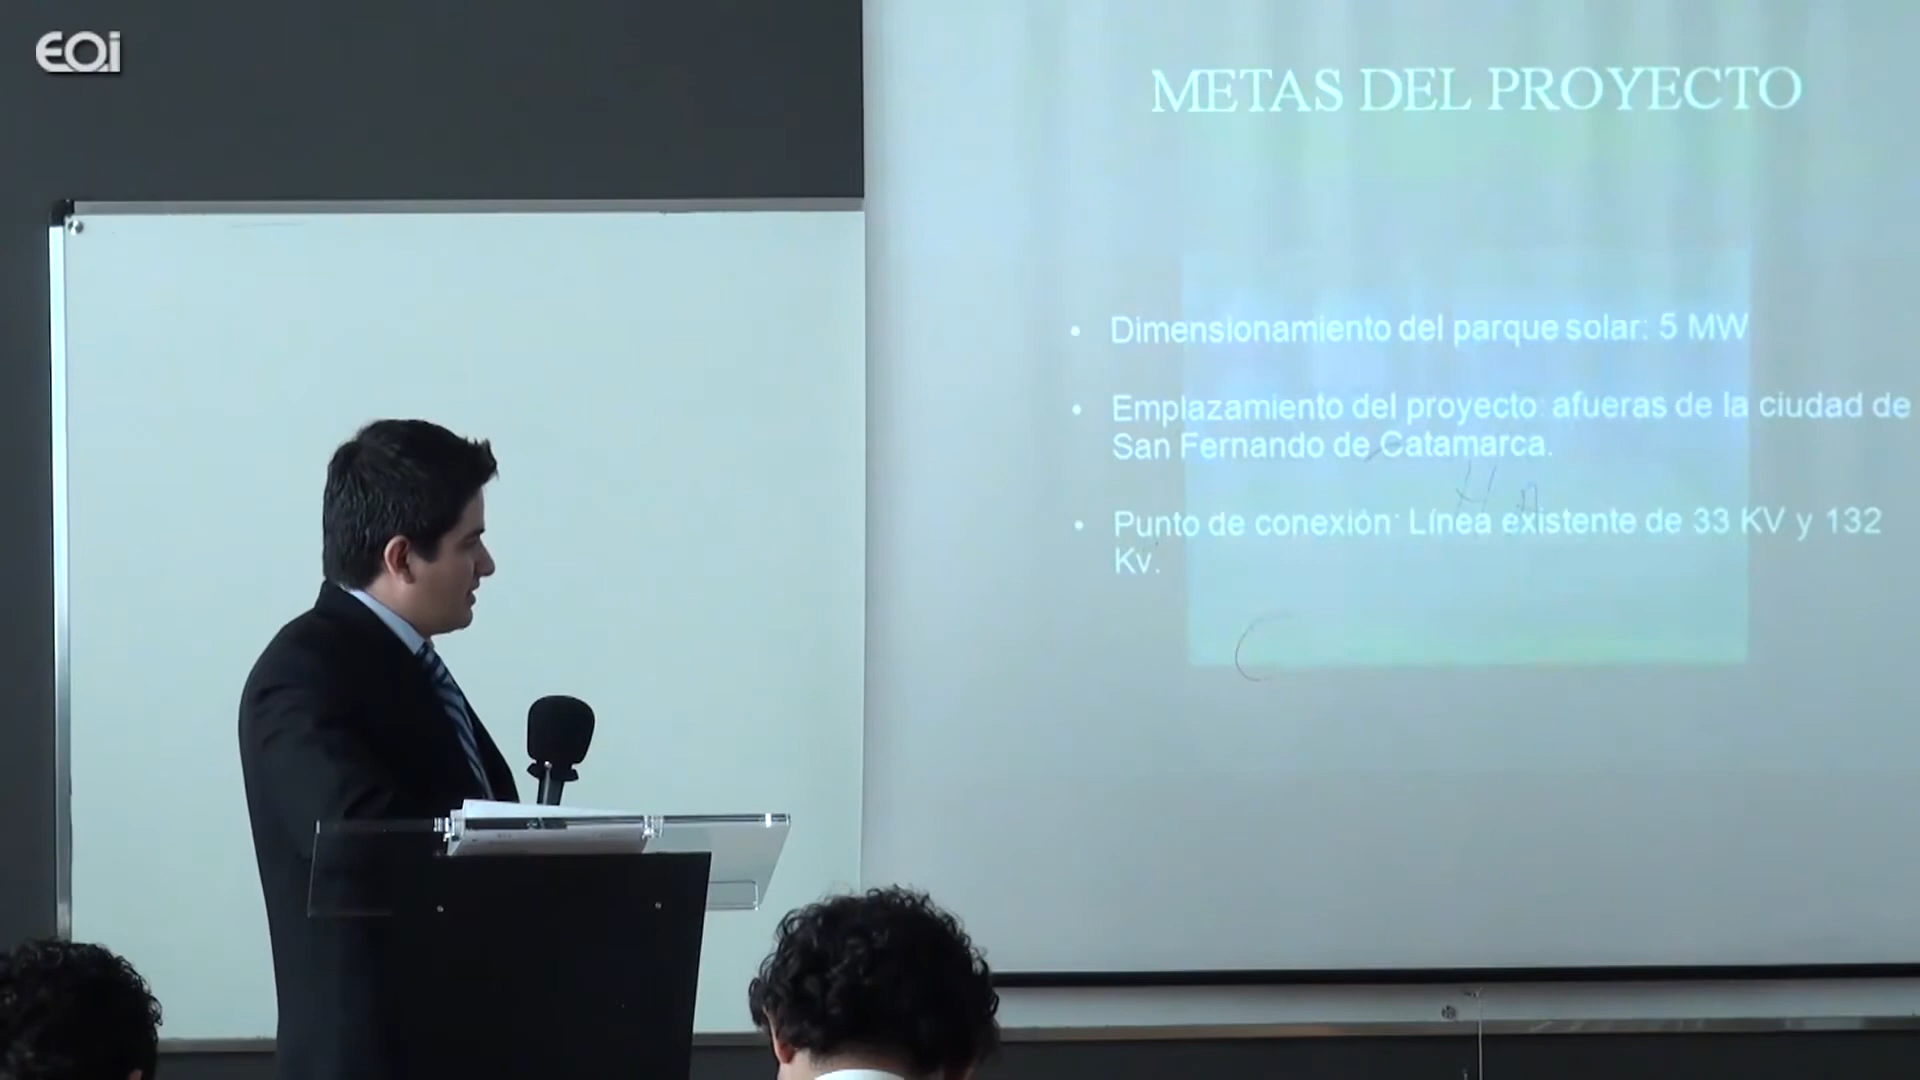 EOi
METAS DEL PROYECTO
• Dimensionamiento del parque solar: 5 MW
• Emplazamiento del proyecto: afueras de la ciudad de
San Fernando de Catamarca.
• Punto de conexión: Línea existente de 33 KV y 132
Kv.